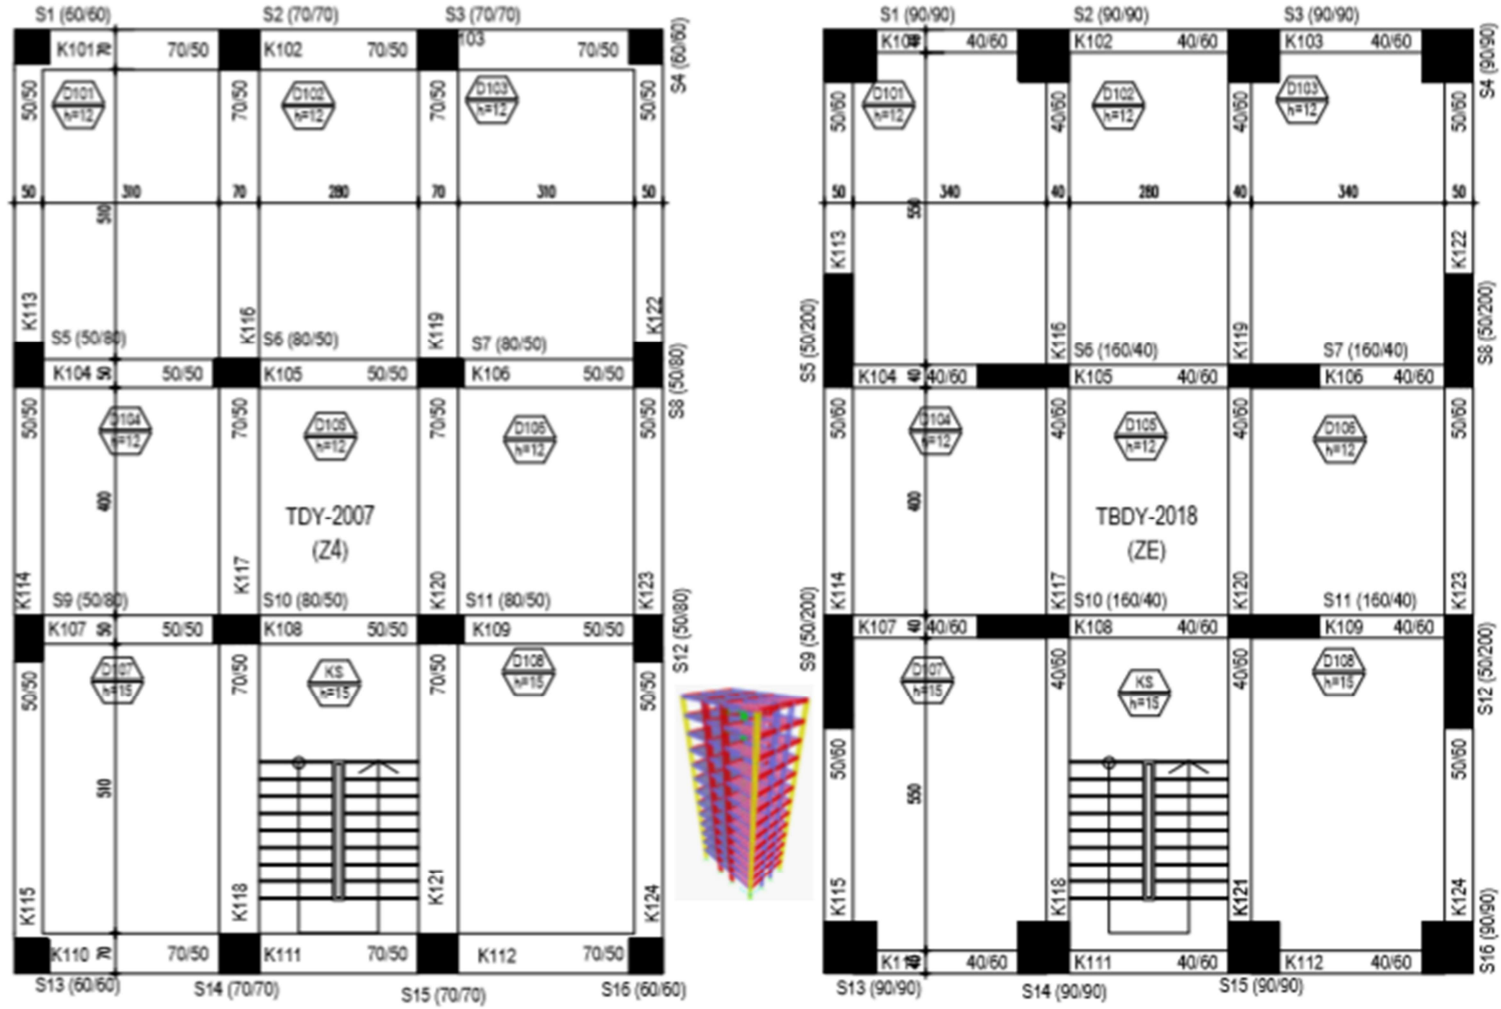 S1 (60/60)
S2 (70/70)
S3 (70/70)
S4 (60/60)
K101
70
70/50
K102
70/50
103
70/50
50/50
D101
h=12
70/50
D102
h=12
70/50
D103
h=12
50/50
50
310
70
280
70
310
50
510
K113
K116
K119
K122
S5 (50/80)
S6 (80/50)
S7 (80/50)
S8 (50/80)
K104
50
50/50
K105
50/50
K106
50/50
50/50
D104
h=12
70/50
D105
h=12
70/50
D106
h=12
50/50
400
TDY-2007
(Z4)
K114
K117
K120
K123
S9 (50/80)
S10 (80/50)
S11 (80/50)
S12 (50/80)
K107
50
50/50
K108
50/50
K109
50/50
50/50
D107
h=15
70/50
KS
h=15
70/50
D108
h=15
50/50
510
K115
K118
K121
K124
K110
70
70/50
K111
70/50
K112
70/50
S13 (60/60)
S14 (70/70)
S15 (70/70)
S16 (60/60)
S1 (90/90)
S2 (90/90)
S3 (90/90)
S4 (90/90)
40/60
K102
40/60
K103
40/60
50/60
D101
h=12
40/60
D102
h=12
40/60
D103
h=12
50/60
50
340
40
280
40
340
50
550
K113
K116
K119
K122
S5 (50/200)
S6 (160/40)
S7 (160/40)
S8 (50/200)
K104
40
40/60
K105
40/60
K106
40/60
50/60
D104
h=12
40/60
D105
h=12
40/60
D106
h=12
50/60
400
TBDY-2018
(ZE)
K114
K117
K120
K123
S9 (50/200)
S10 (160/40)
S11 (160/40)
S12 (50/200)
K107
40
40/60
K108
40/60
K109
40/60
50/60
D107
h=15
40/60
KS
h=15
40/60
D108
h=15
50/60
550
K115
K118
K121
K124
40/60
K111
40/60
K112
40/60
S13 (90/90)
S14 (90/90)
S15 (90/90)
S16 (90/90)